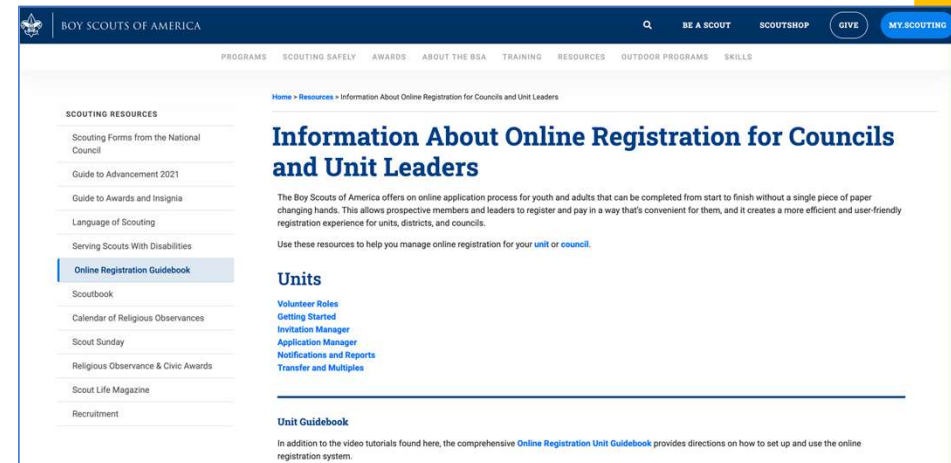 BOY SCOUTS OF AMERICA
BE A SCOUT
SCOUTSHOP
GIVE
MY.SCOUTING
PROGRAMS SCOUTING SAFELY AWARDS ABOUT THE BSA TRAINING RESOURCES OUTDOOR PROGRAMS SKILLS
SCOUTING RESOURCES
Scouting Forms from the National
Council
Guide to Advancement 2021
Guide to Awards and Insignia
Language of Scouting
Serving Scouts With Disabilities
Online Registration Guidebook
Scoutbook
Calendar of Religious Observances
Scout Sunday
Religious Observance & Civic Awards
Scout Life Magazine
Recruitment
Home > Resources > Information About Online Registration for Councils and Unit Leaders
Information About Online Registration for Councils
and Unit Leaders
The Boy Scouts of America offers on online application process for youth and adults that can be completed from start to finish without a single piece of paper
changing hands. This allows prospective members and leaders to register and pay in a way that's convenient for them, and it creates a more efficient and user-friendly
registration experience for units, districts, and councils.
Use these resources to help you manage online registration for your unit or council.
Units
Volunteer Roles
Getting Started
Invitation Manager
Application Manager
Notifications and Reports
Transfer and Multiples
Unit Guidebook
In addition to the video tutorials found here, the comprehensive Online Registration Unit Guidebook provides directions on how to set up and use the online
registration system.